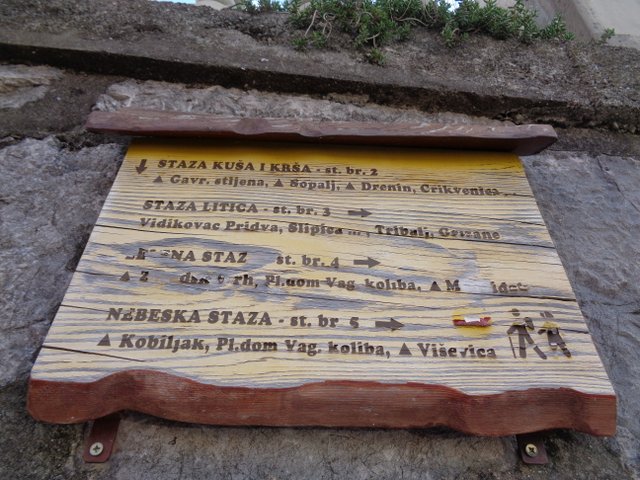 STAZA KUŠA I KRŠA - st. br. 2
Gavr. stijena, Sopalj, Drenin, Crikvenica
STAZA LITICA - st. br. 3
Vidikovac Pridva, Slipica Tribalj, Grižane
STAZ st. br. 4
Pl.dom Vag. koliba,
NEBESKA STAZA - st. br 5
Kobiljak, Pl.dom Vag. koliba, Viševica